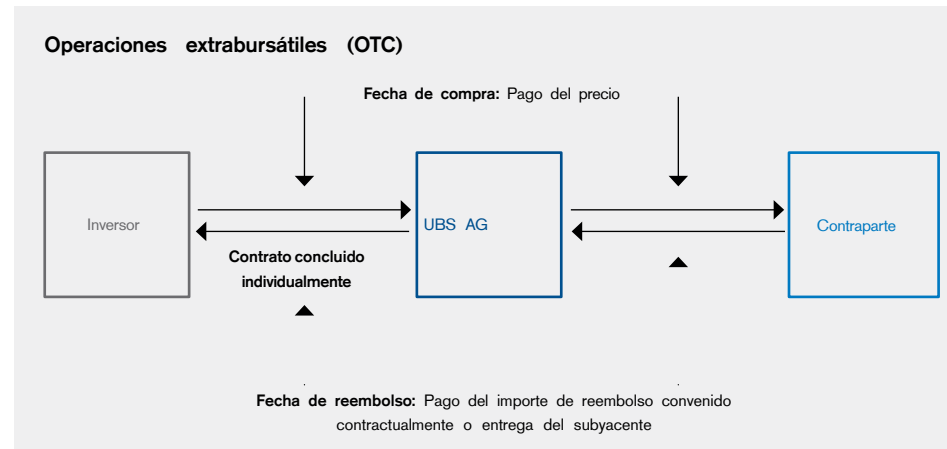 Operaciones extrabursátiles (OTC)
Fecha de compra: Pago del precio
Inversor
UBS AG
Contraparte
Contrato concluido
individualmente
Fecha de reembolso: Pago del importe de reembolso convenido
contractualmente o entrega del subyacente